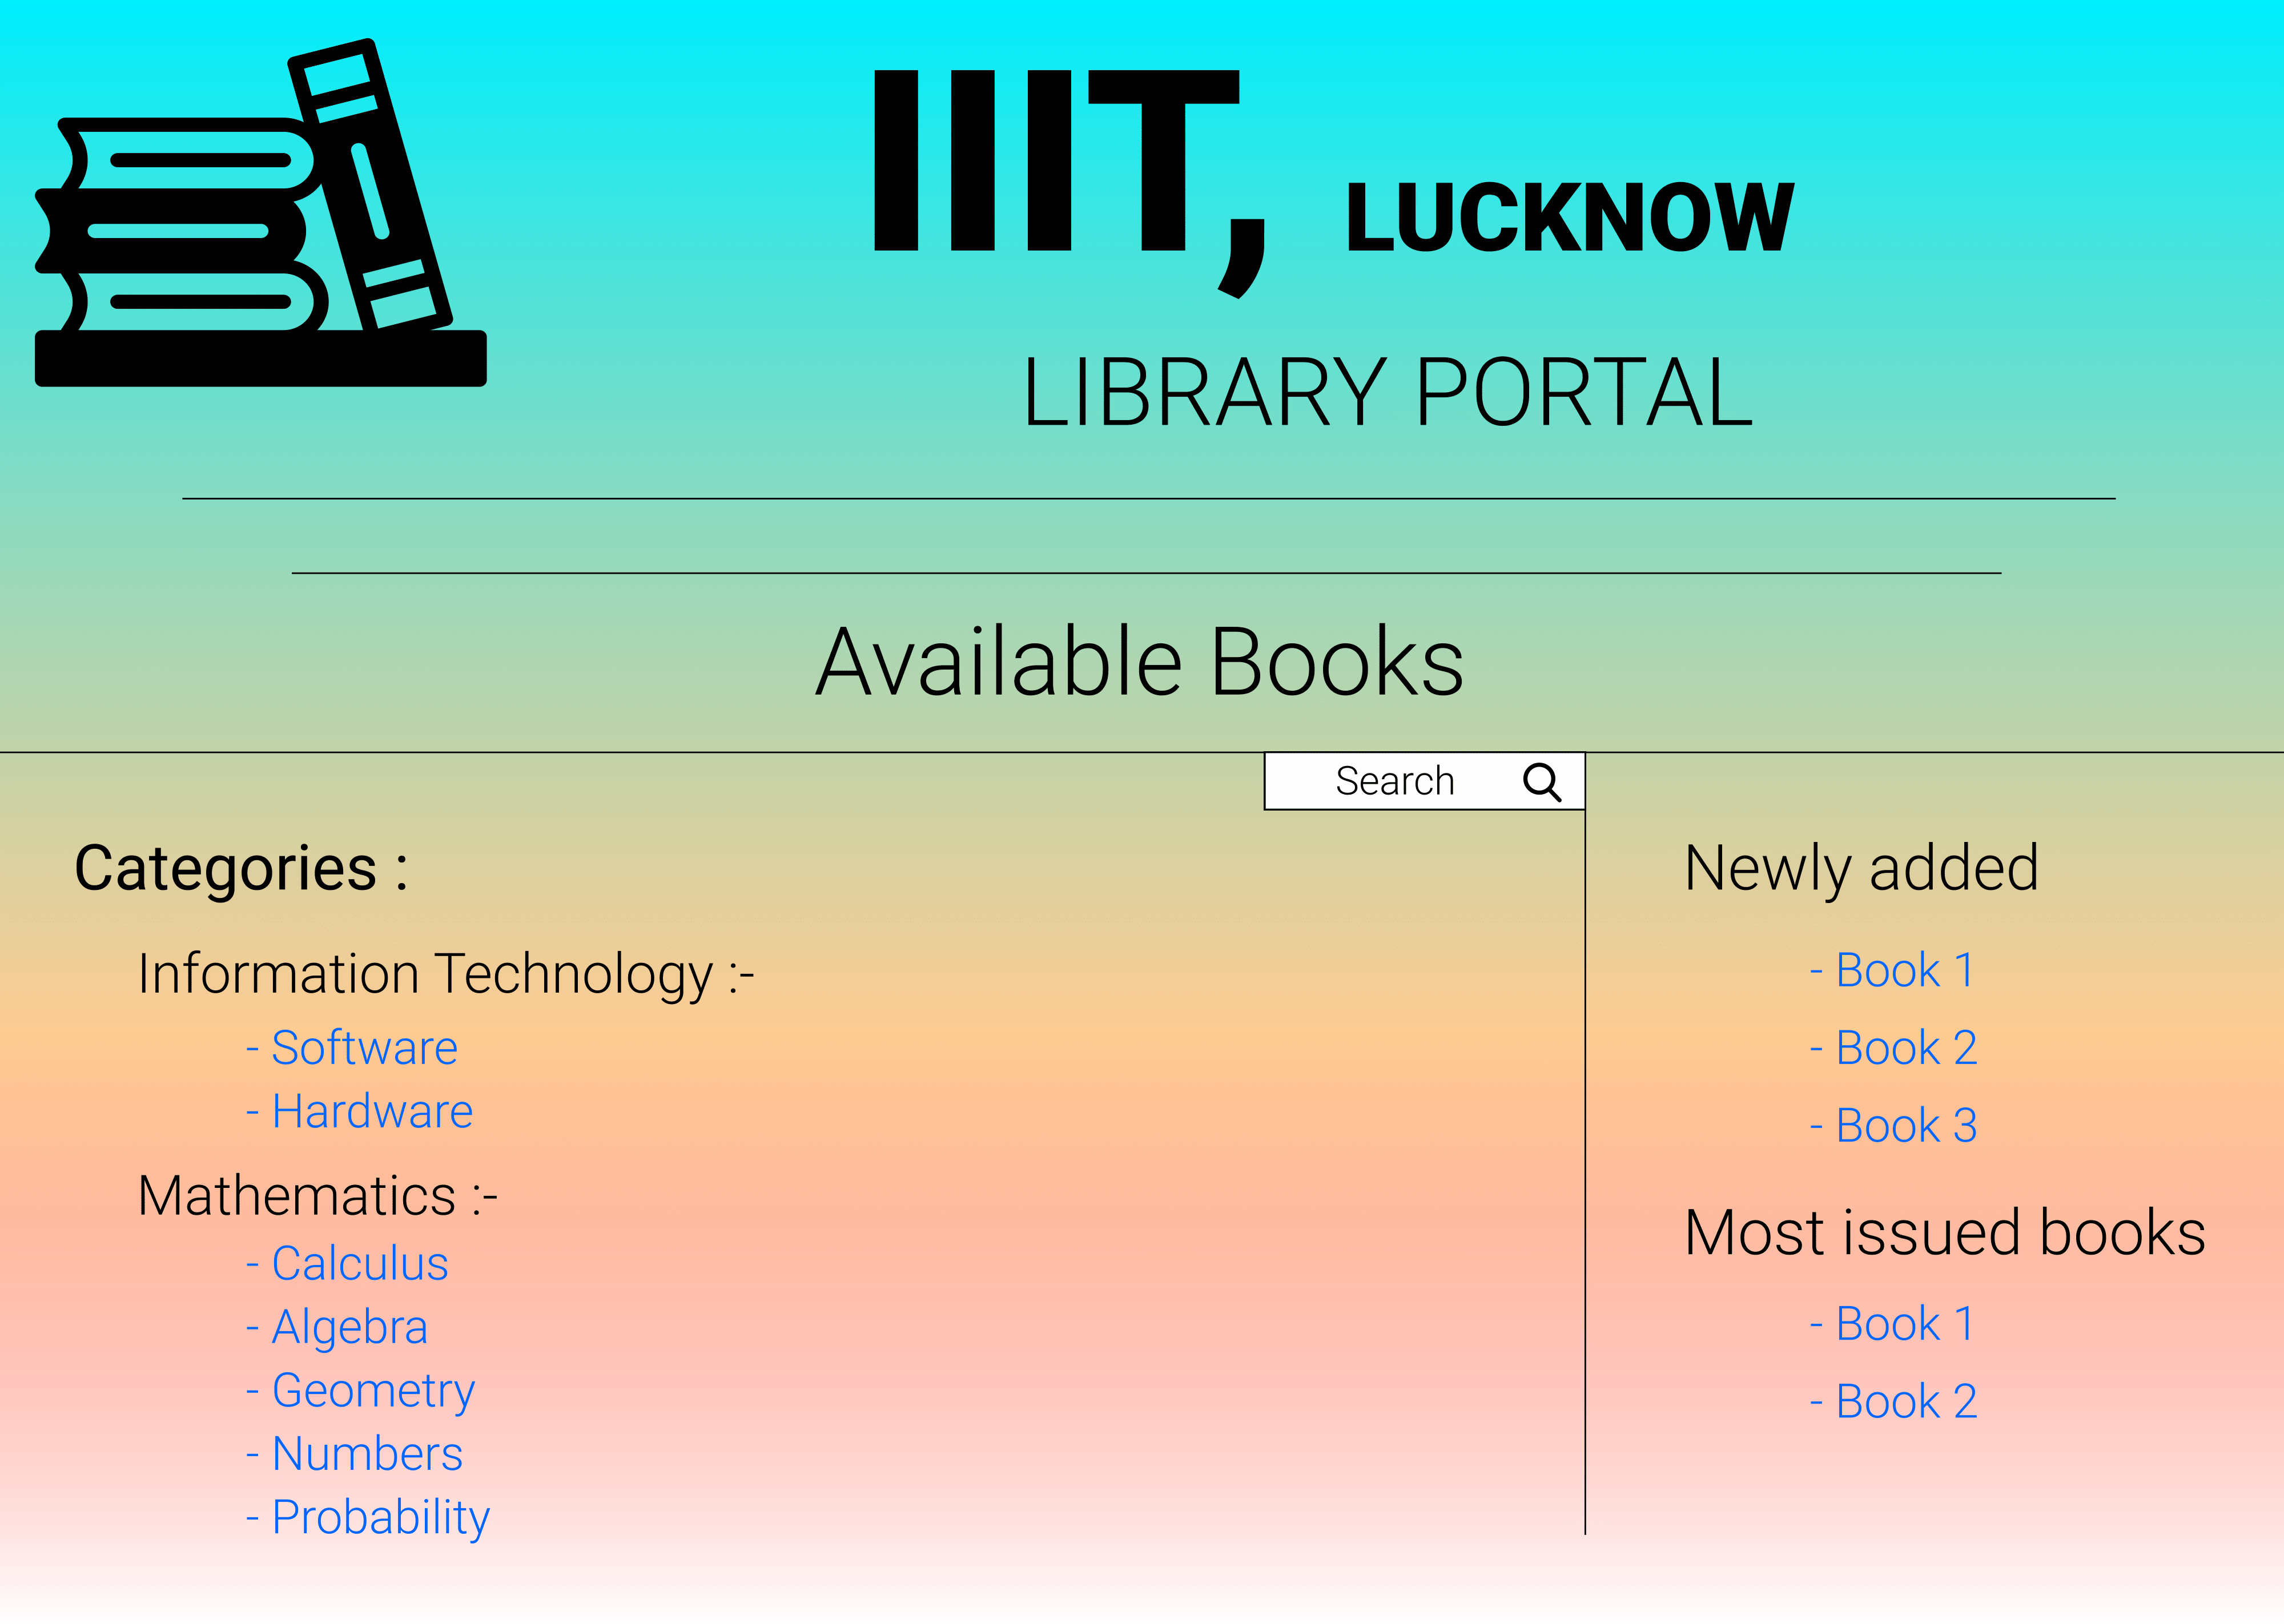 IIIT, LUCKNOW
LIBRARY PORTAL
Available Books
Search
Categories :
Information Technology :-
- Software
- Hardware
Mathematics :-
- Calculus
- Algebra
- Geometry
- Numbers
- Probability
Newly added
- Book 1
- Book 2
- Book 3
Most issued books
- Book 1
- Book 2